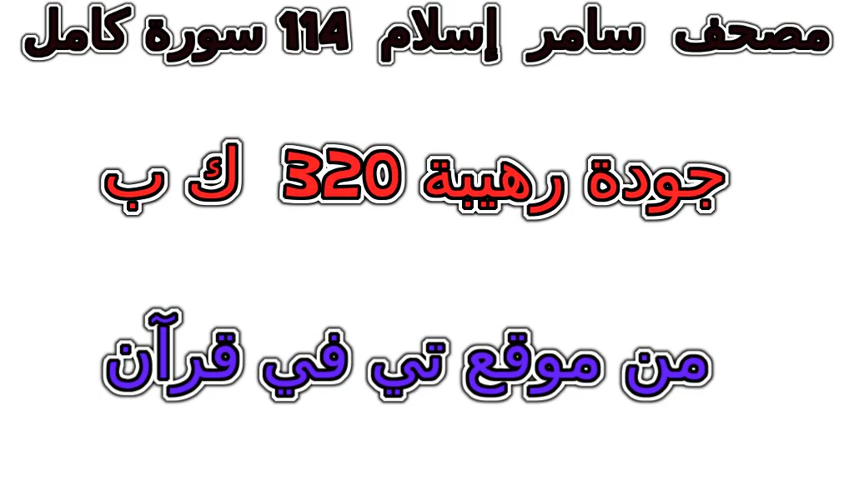 مصحف سامر إسلام 114 سورة كامل
جودة رهيبة 320 ك ب
من موقع تي في قرآن